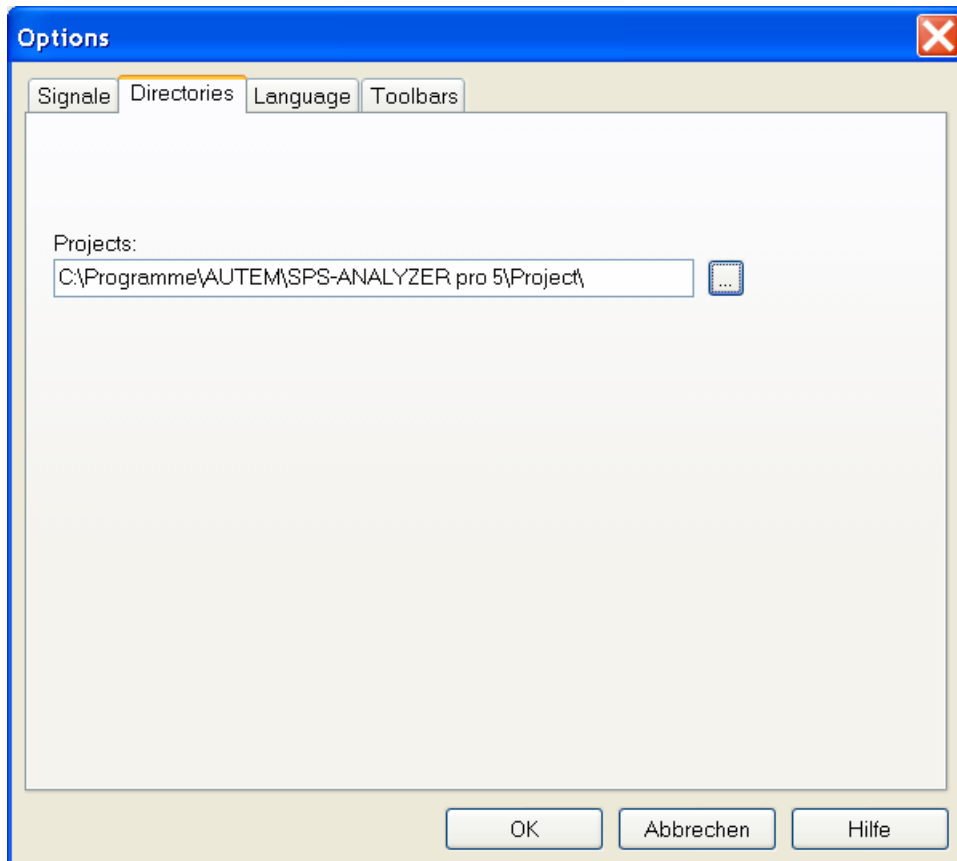 Options
Signale Directories Language Toolbars
Projects:
C:\Programme\AUTEM\SPS-ANALYZER pro 5\Project\
...
OK Abbrechen Hilfe